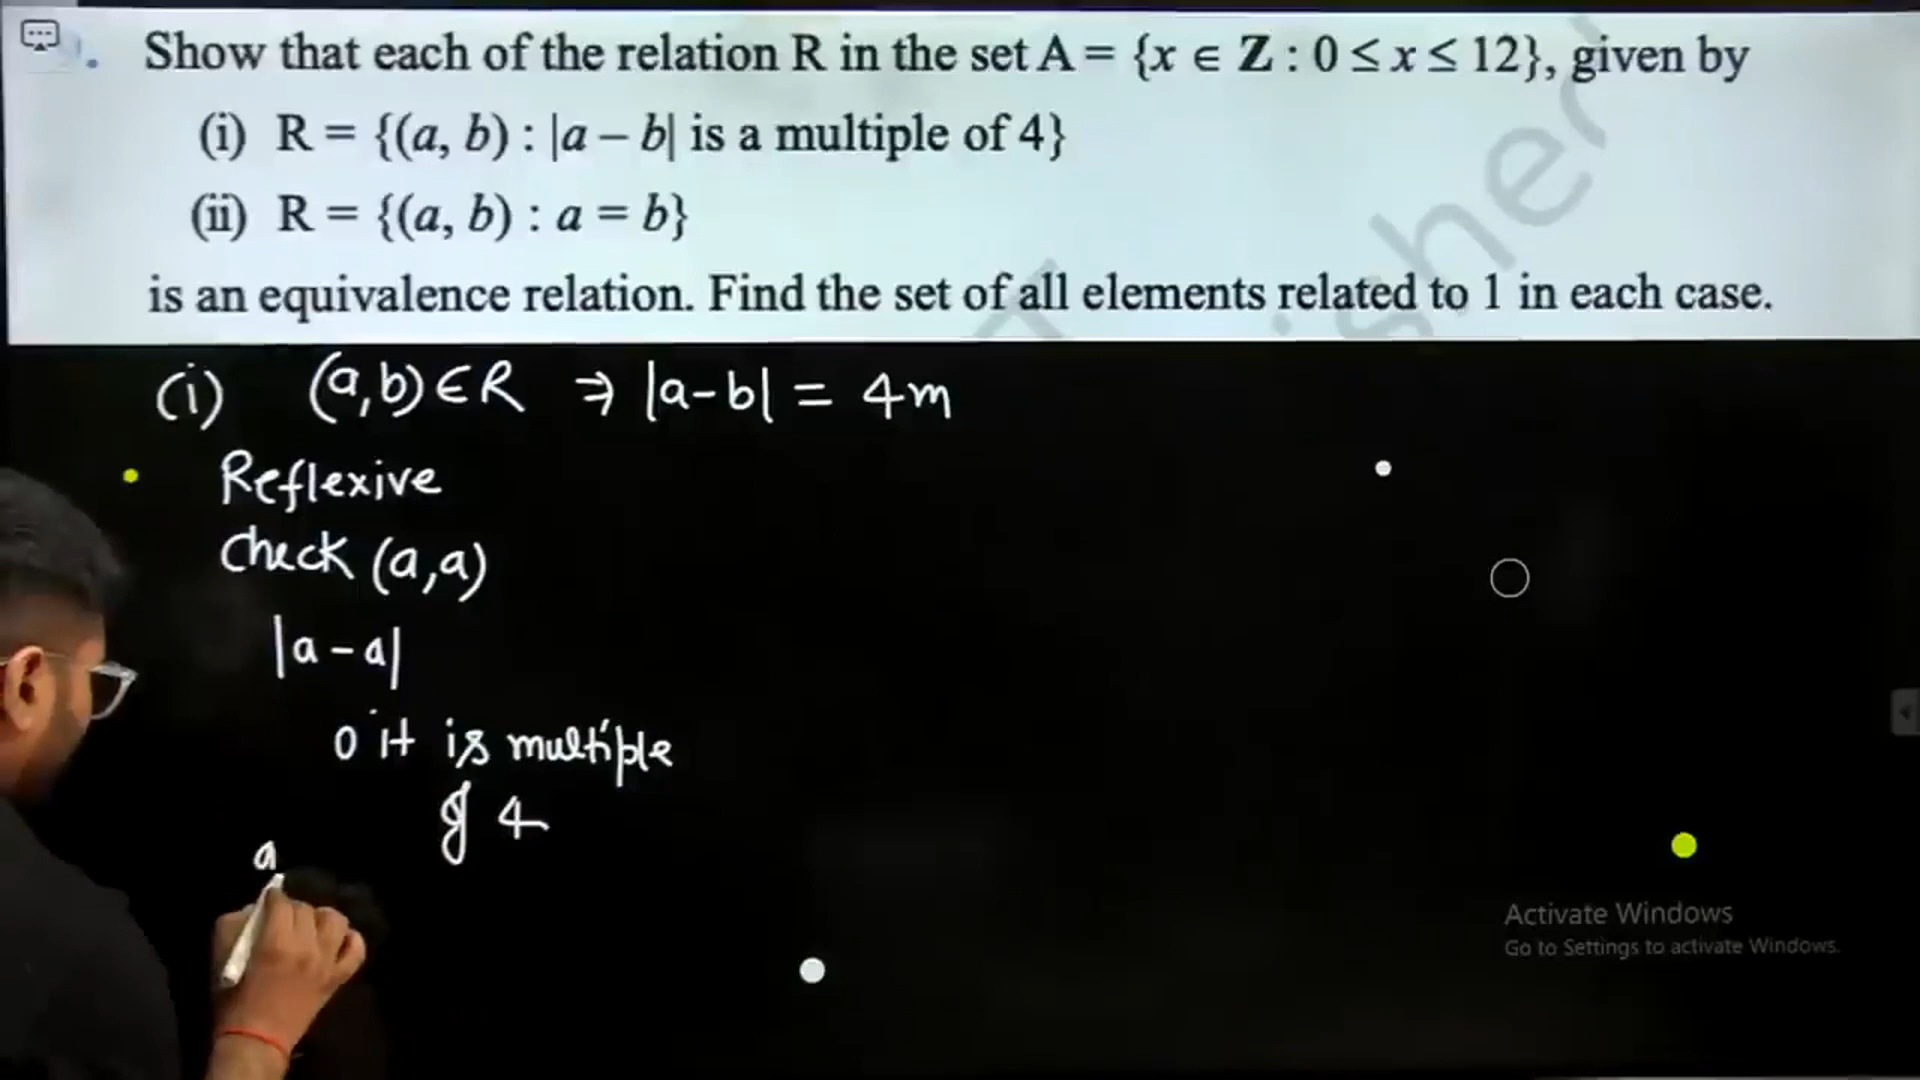 Show that each of the relation R in the set A = {x ∈ Z : 0 ≤ x ≤ 12}, given by
(i) R = {(a, b) : |a – b| is a multiple of 4}
(ii) R = {(a, b) : a = b}
is an equivalence relation. Find the set of all elements related to 1 in each case.
(i) (a,b) ∈ R ⇒ |a-b| = 4m
Reflexive
Check (a,a)
|a-a|
0 it is multiple
of 4
a
Activate Windows
Go to Settings to activate Windows.